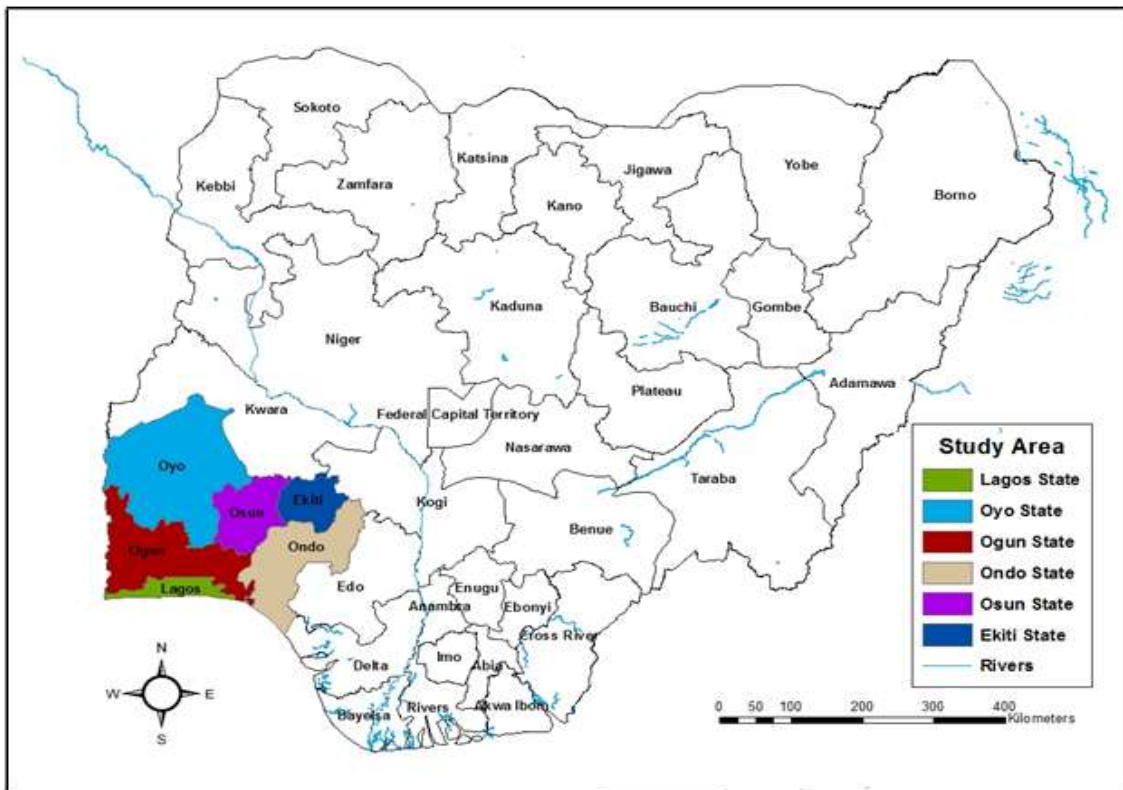 Sokoto
Katsina
Yobe
Jigawa
Kebbi
Zamfara
Borno
Kano
Kaduna
Bauchi
Gombe
Niger
Adamawa
Plateau
Kwara
Federal Capital Territory
Nasarawa
Oyo
Taraba
Kogi
Osun
Ekiti
Benue
Ondo
Ogun
Edo
Lagos
Enugu
Anambra
Ebonyi
Cross River
Imo
Abia
Delta
Bayelsa
Rivers
Akwa Ibom
Study Area
Lagos State
Oyo State
Ogun State
Ondo State
Osun State
Ekiti State
Rivers
N
W
E
S
0 25 50 100 200 300 400
Kilometers